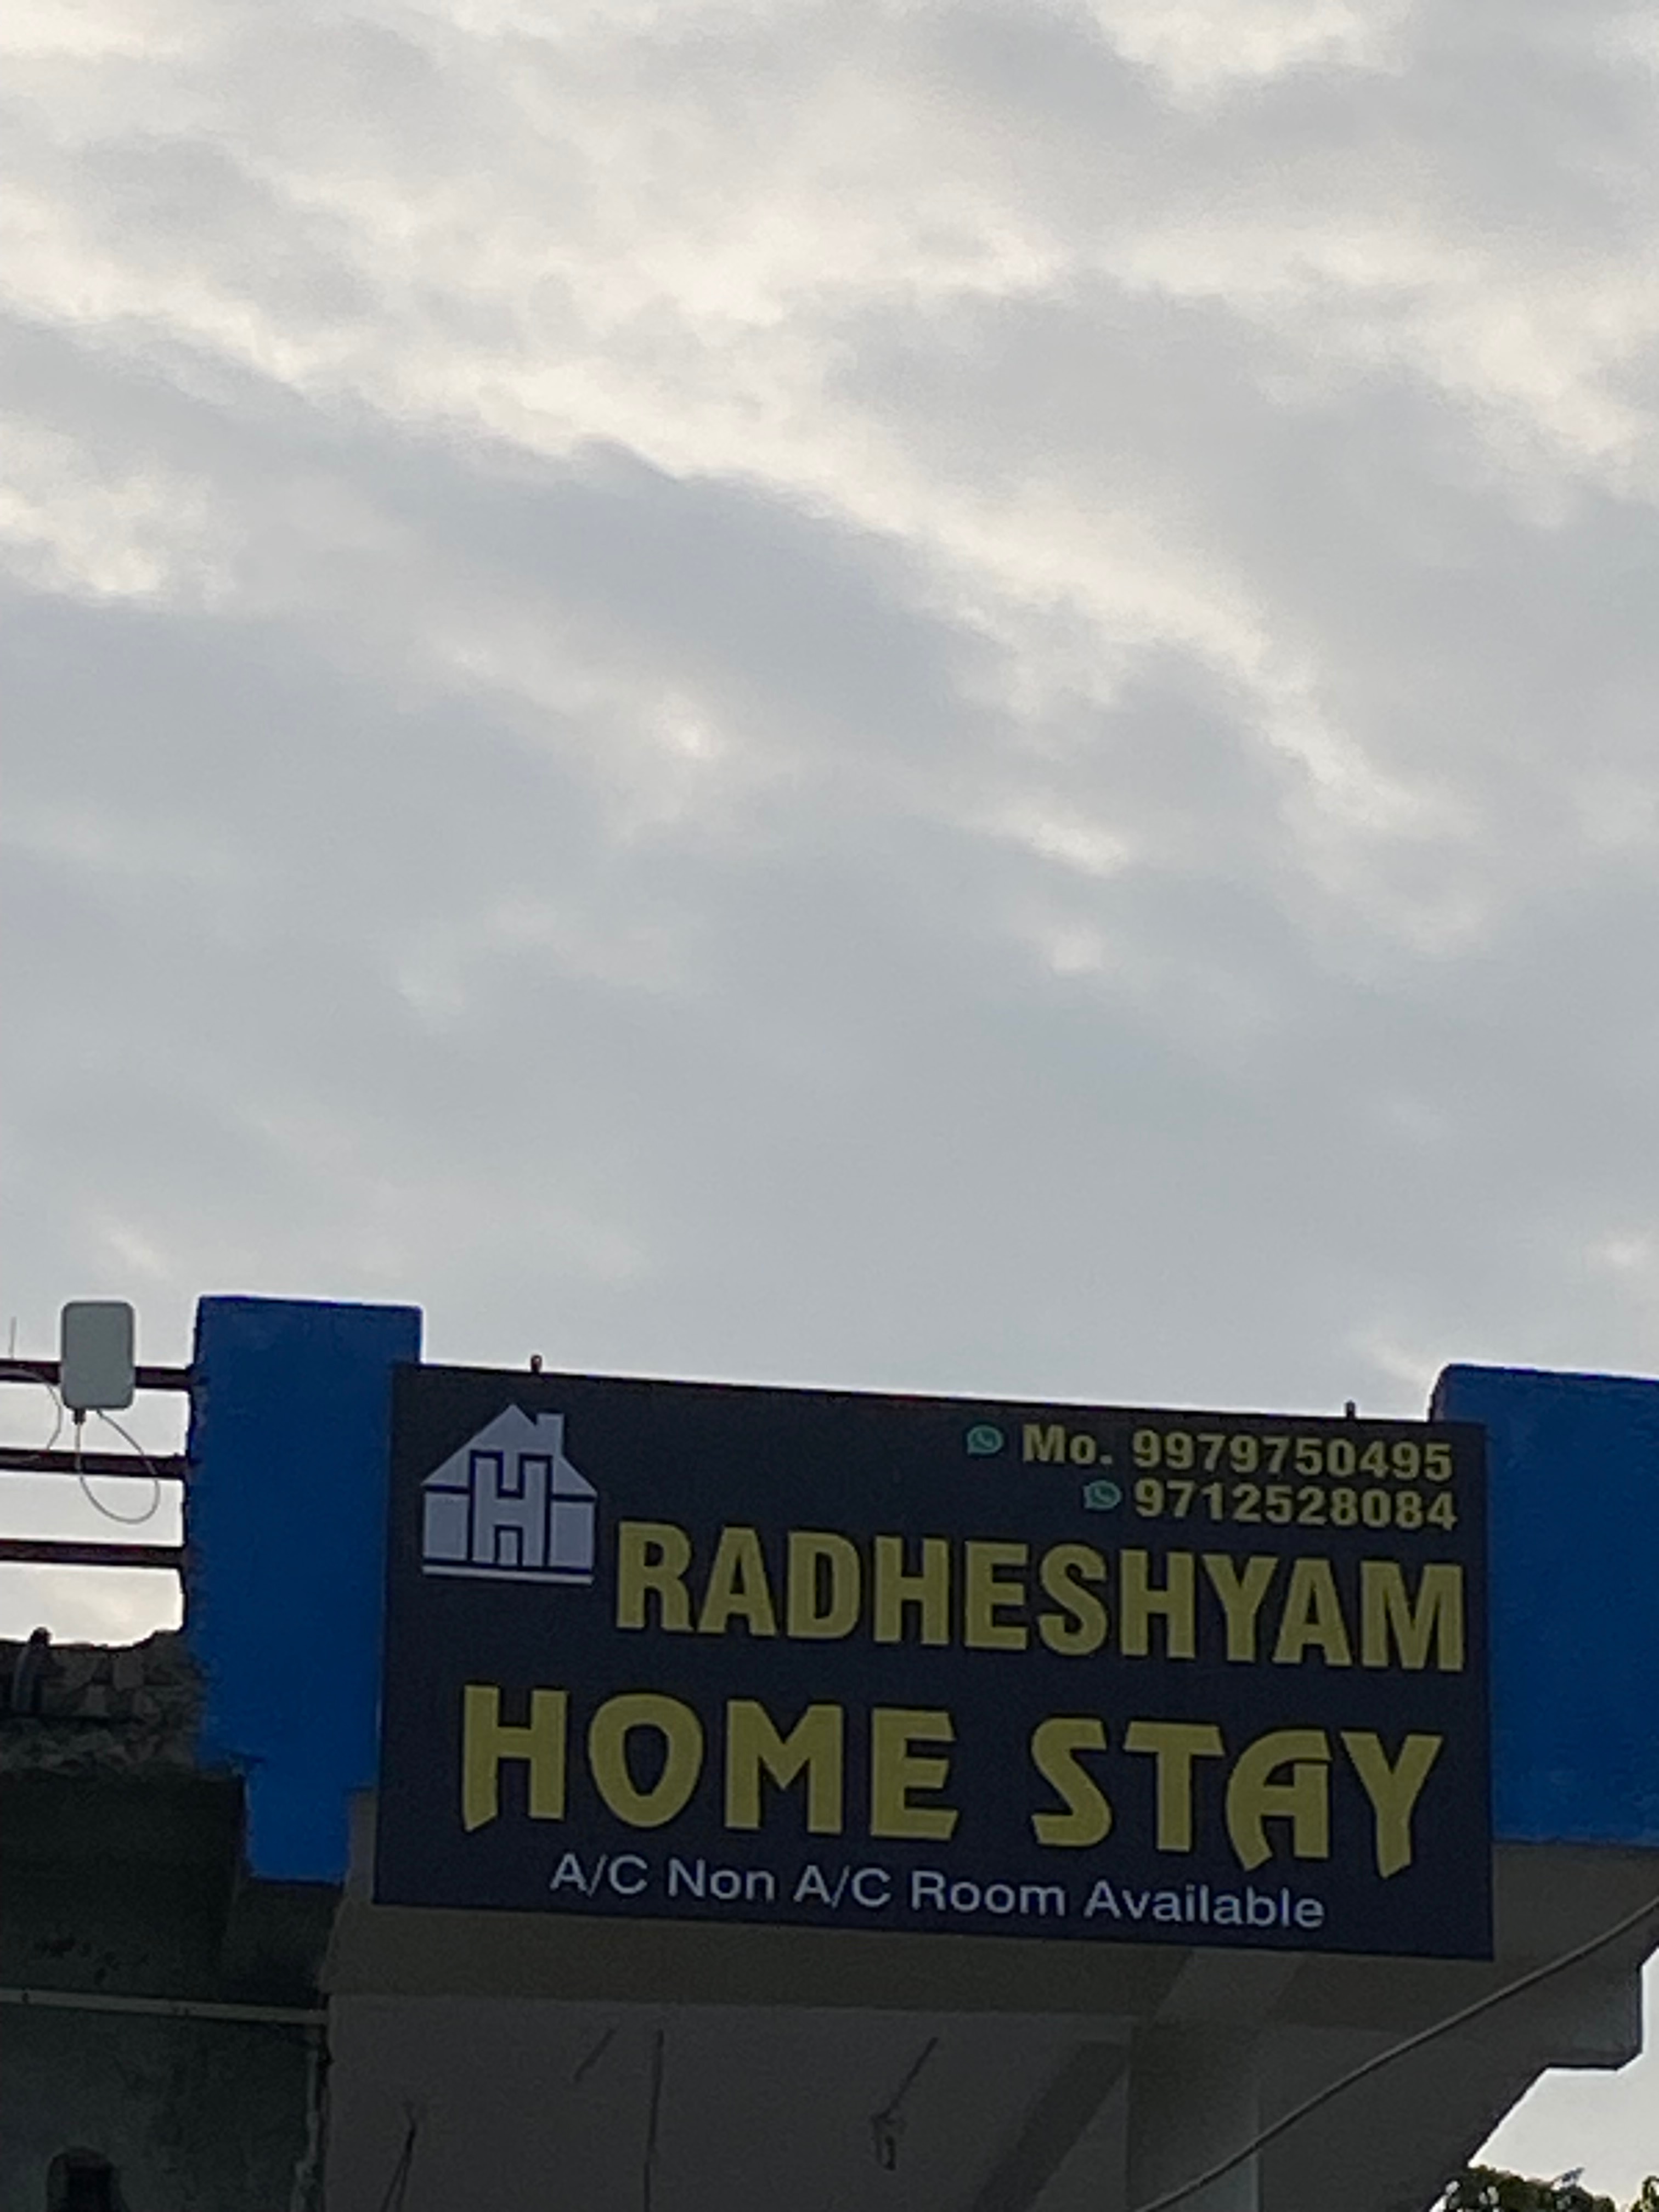 Mo. 9979750495
9712528084
H
RADHESHYAM
HOME STAY
A/C Non A/C Room Available